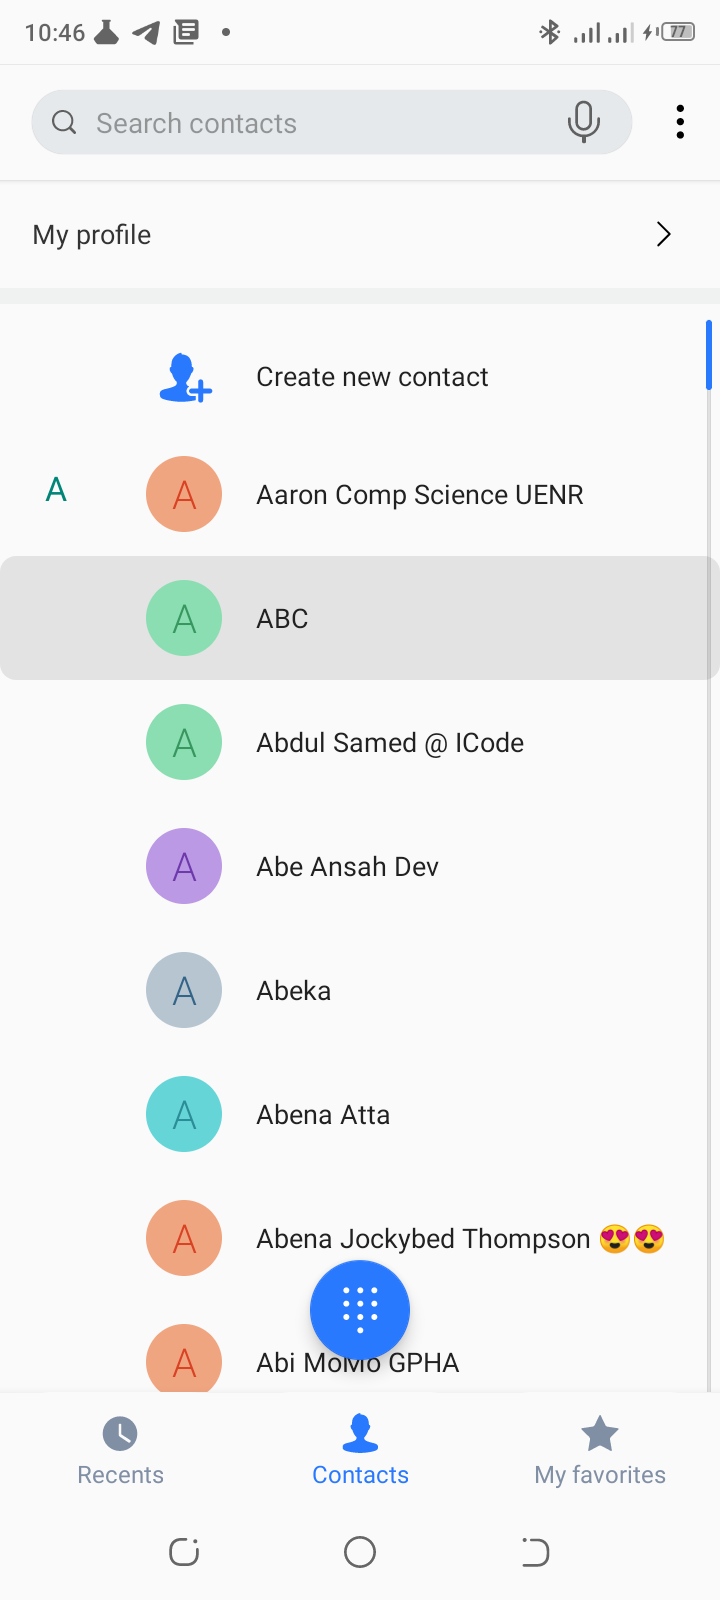 10:46
77
Search contacts
My profile
Create new contact
A
A
Aaron Comp Science UENR
A
ABC
A
Abdul Samed @ ICode
A
Abe Ansah Dev
A
Abeka
A
Abena Atta
A
Abena Jockybed Thompson 😍😍
A
Abi MoMo GPHA
Recents
Contacts
My favorites